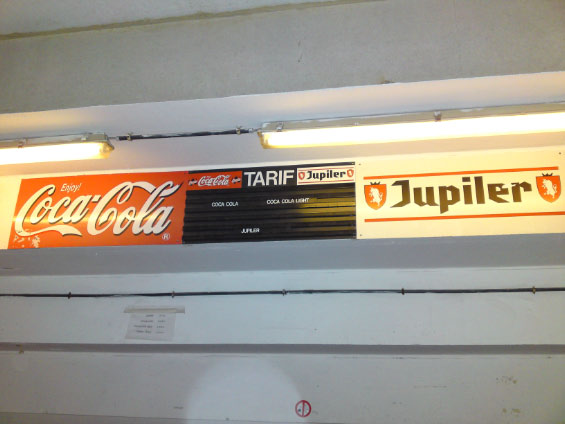 Enjoy!
Coca-Cola
®
Coca-Cola
TARIF
Jupiler
COCA COLA
COCA COLA LIGHT
JUPILER
Jupiler